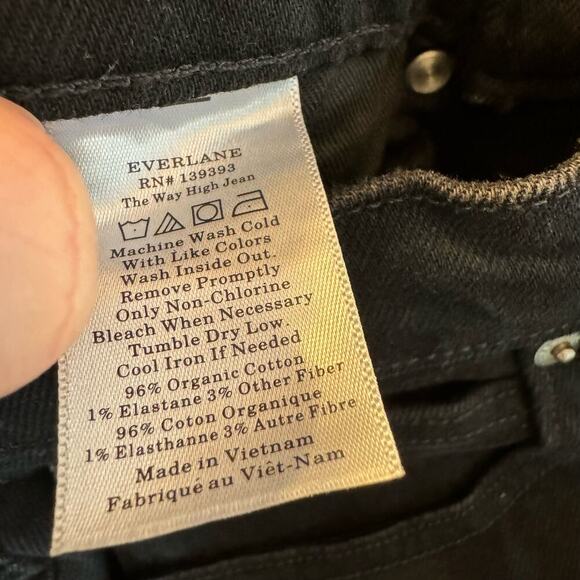 EVERLANE
RN# 139393
The Way High Jean
Machine Wash Cold
With Like Colors
Wash Inside Out.
Remove Promptly
Only Non-Chlorine
Bleach When Necessary
Tumble Dry Low.
Cool Iron If Needed
96% Organic Cotton
1% Elastane 3% Other Fiber
96% Coton Organique
1% Elasthanne 3% Autre Fibre
Made in Vietnam
Fabriqué au Viêt-Nam